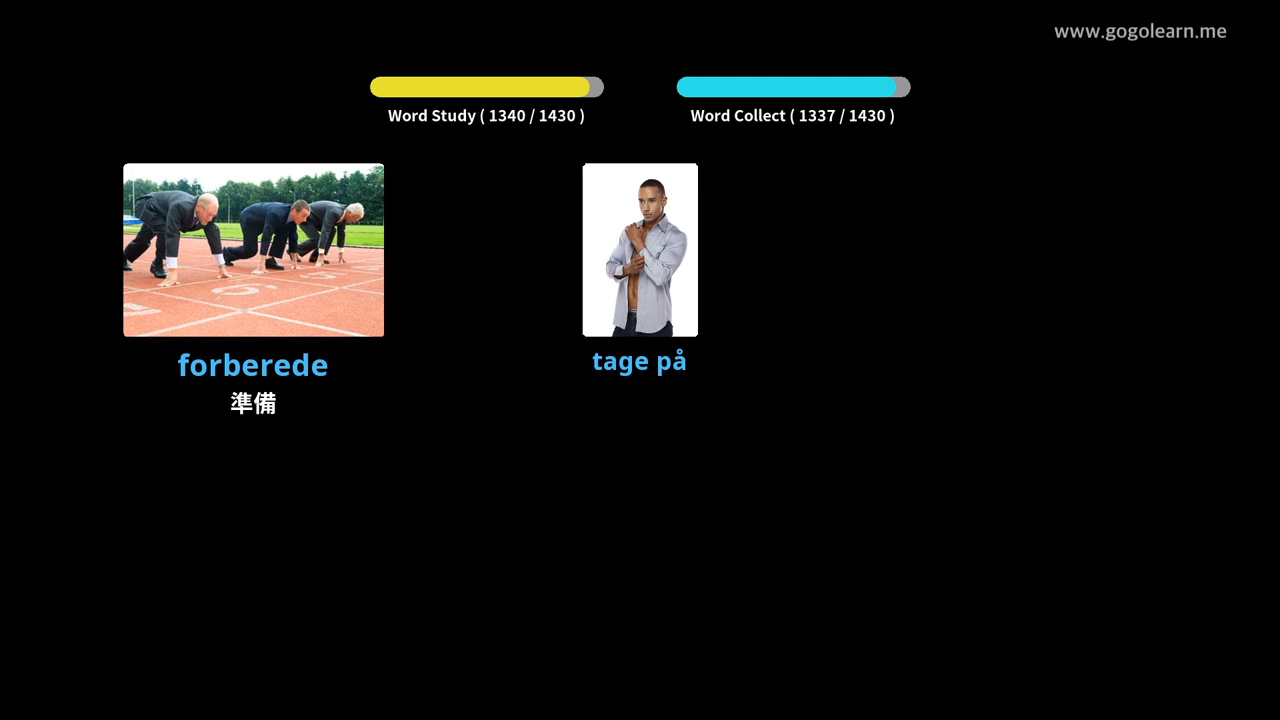 www.gogolearn.me
Word Study ( 1340 / 1430 )
Word Collect ( 1337 / 1430 )
forberede
準備
tage på